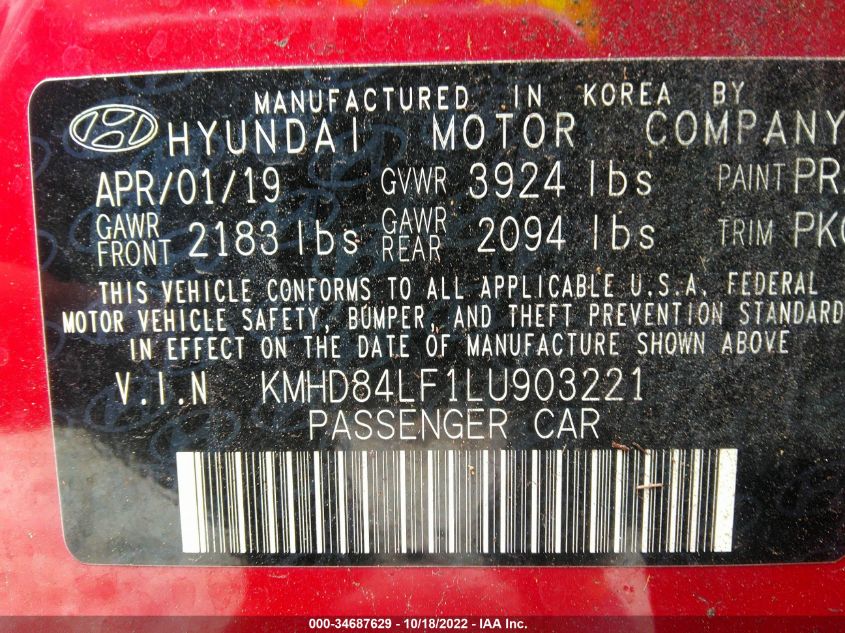 MANUFACTURED IN KOREA BY
HYUNDAI MOTOR COMPANY
APR/01/19 GVWR 3924 lbs PAINT
GAWR FRONT 2183 lbs GAWR REAR 2094 lbs TRIM
THIS VEHICLE CONFORMS TO ALL APPLICABLE U.S.A. FEDERAL
MOTOR VEHICLE SAFETY, BUMPER, AND THEFT PREVENTION STANDARD
IN EFFECT ON THE DATE OF MANUFACTURE SHOWN ABOVE
V.I.N KMHD84LF1LU903221
PASSENGER CAR
000-34687629 - 10/18/2022 - IAA Inc.